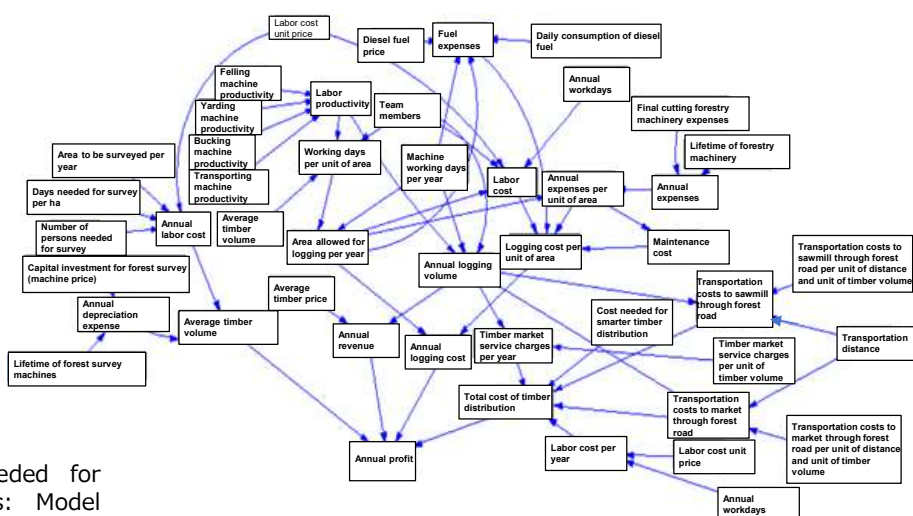 Labor cost
unit price
Diesel fuel
price
Fuel
expenses
Daily consumption of diesel
fuel
Felling
machine
productivity
Labor
productivity
Team
members
Annual
workdays
Yarding
machine
productivity
Final cutting forestry
machinery expenses
Bucking
machine
productivity
Working days
per unit of area
Machine
working days
per year
Lifetime of forestry
machinery
Area to be surveyed per
year
Transporting
machine
productivity
Labor
cost
Annual
expenses per
unit of area
Annual
expenses
Days needed for survey
per ha
Annual
labor cost
Average
timber
volume
Number of
persons needed
for survey
Area allowed for
logging per year
Logging cost per
unit of area
Maintenance
cost
Transportation costs to
sawmill through forest
road per unit of distance
and unit of timber volume
Capital investment for forest survey
(machine price)
Annual logging
volume
Transportation
costs to sawmill
through forest
road
Average
timber price
Annual
depreciation
expense
Average timber
volume
Cost needed for
smarter timber
distribution
Annual
revenue
Annual
logging cost
Timber market
service charges
per year
Timber market
service charges
per unit of
timber volume
Transportation
distance
Lifetime of forest survey
machines
Total cost of timber
distribution
Transportation
costs to market
through forest
road
Transportation costs to
market through forest
road per unit of distance
and unit of timber
volume
Annual profit
Labor cost per
year
Labor cost unit
price
Annual
workdays
eeded for
s: Model